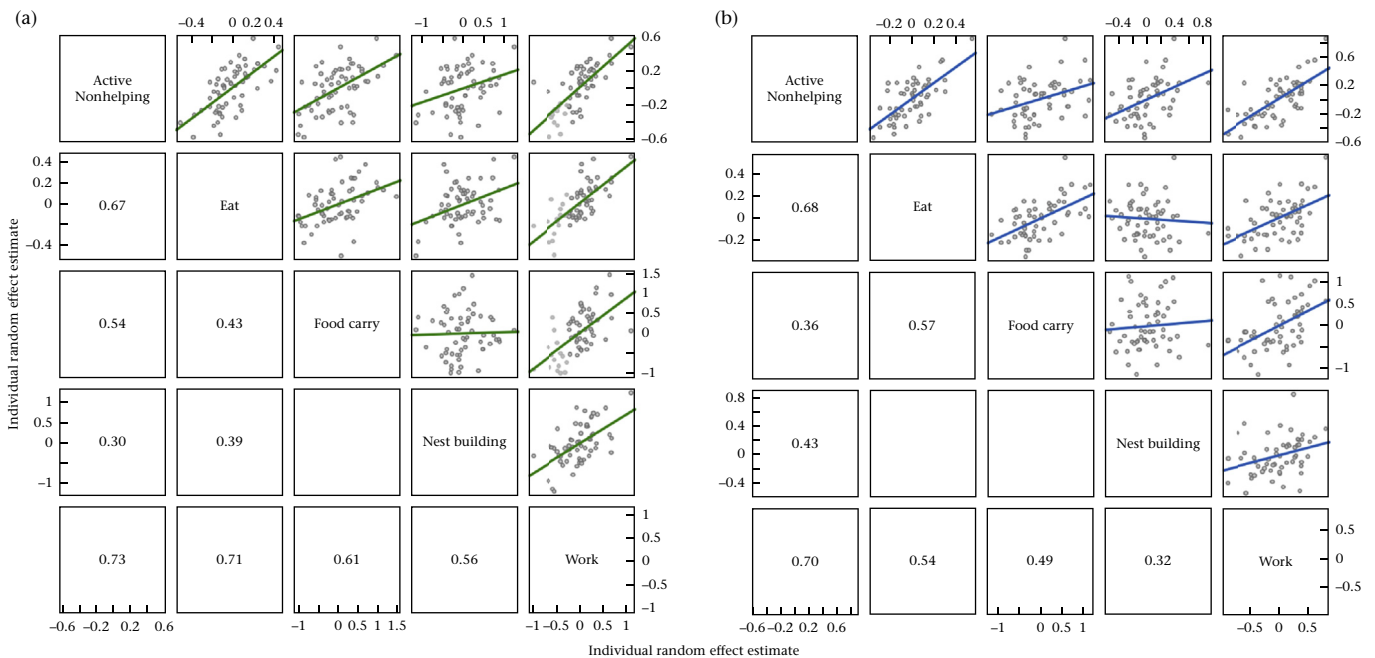 (a)
(b)
−0.4 0 0.2 0.4
−1 0 0.5 1
−0.2 0 0.2 0.4
−0.4 0 0.4 0.8
Active
Nonhelping
0.6
0.2
−0.2
−0.6
Active
Nonhelping
0.6
0.2
−0.2
−0.6
0.4
0.2
0
−0.4
0.67
Eat
0.4
0.2
0
−0.2
0.68
Eat
Individual random effect estimate
0.54
0.43
Food carry
1.5
1
0.5
0
−1
0.36
0.57
Food carry
1
0.5
0
−1
1
0.5
0
−1
0.30
0.39
Nest building
0.8
0.4
0
−0.4
0.43
Nest building
0.73
0.71
0.61
0.56
Work
1
0.5
0
−0.5
−1
0.70
0.54
0.49
0.32
Work
0.5
0
−0.5
−0.6 −0.2 0.2 0.6
−1 0 0.5 1 1.5
−1 −0.5 0 0.5 1
−0.6 −0.2 0.2 0.6
−1 0 0.5 1
−0.5 0 0.5
Individual random effect estimate